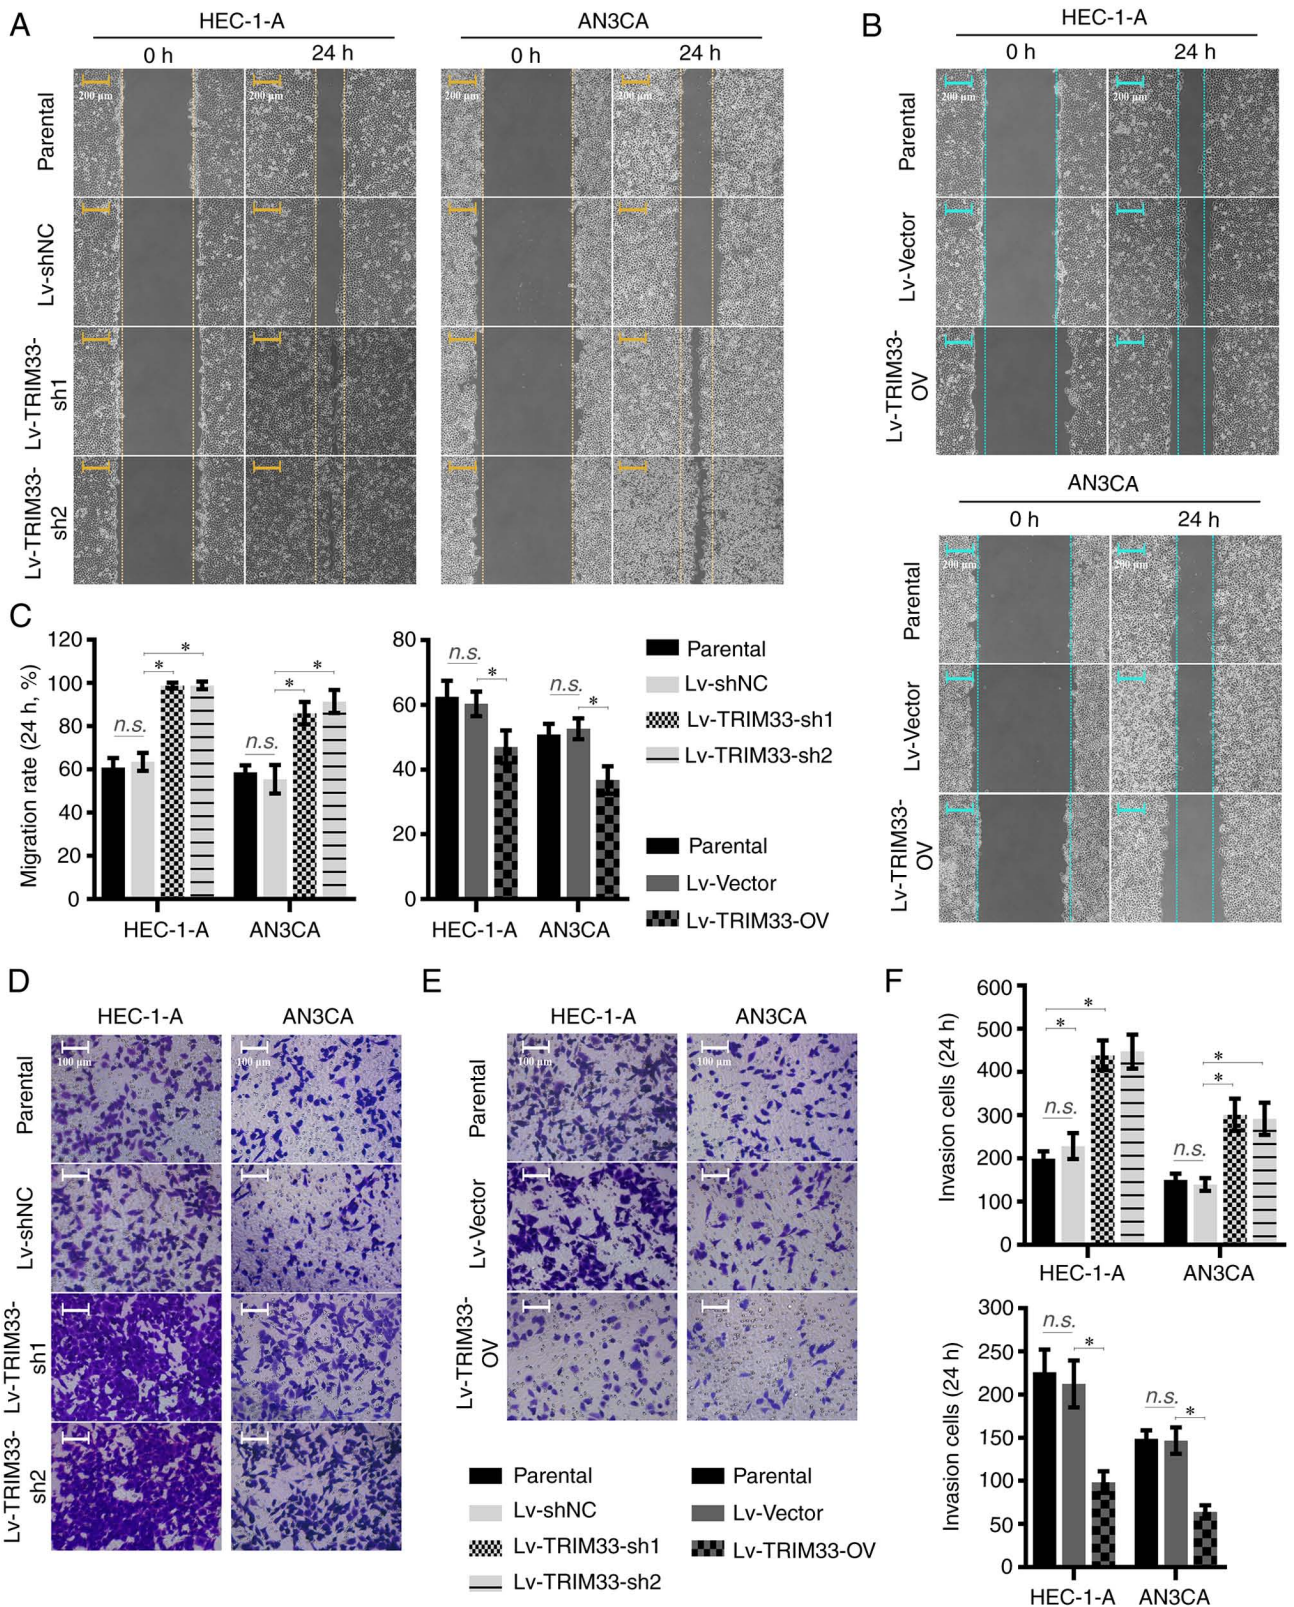 A
HEC-1-A
AN3CA
0 h
24 h
0 h
24 h
200 µm
200 µm
200 µm
200 µm
Parental
Lv-shNC
Lv-TRIM33-
sh1
Lv-TRIM33-
sh2
B
HEC-1-A
0 h
24 h
200 µm
200 µm
Parental
Lv-Vector
Lv-TRIM33-
OV
AN3CA
0 h
24 h
200 µm
200 µm
Parental
Lv-Vector
Lv-TRIM33-
OV
C
Migration rate (24 h, %)
120
100
80
60
40
20
0
n.s.
*
*
n.s.
*
*
HEC-1-A
AN3CA
80
60
40
20
0
n.s.
*
n.s.
*
HEC-1-A
AN3CA
Parental
Lv-shNC
Lv-TRIM33-sh1
Lv-TRIM33-sh2
Parental
Lv-Vector
Lv-TRIM33-OV
D
HEC-1-A
AN3CA
100 µm
100 µm
Parental
Lv-shNC
Lv-TRIM33-
sh1
Lv-TRIM33-
sh2
E
HEC-1-A
AN3CA
100 µm
100 µm
Parental
Lv-Vector
Lv-TRIM33-
OV
Parental
Lv-shNC
Lv-TRIM33-sh1
Lv-TRIM33-sh2
Parental
Lv-Vector
Lv-TRIM33-OV
F
Invasion cells (24 h)
600
500
400
300
200
100
0
n.s.
*
*
n.s.
*
*
HEC-1-A
AN3CA
Invasion cells (24 h)
300
250
200
150
100
50
0
n.s.
*
n.s.
*
HEC-1-A
AN3CA